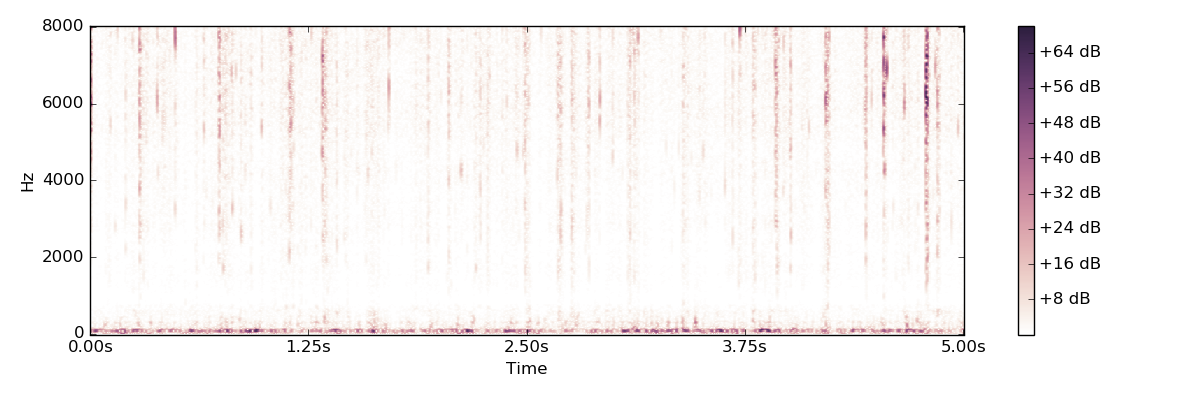 8000
6000
4000
2000
0
Hz
0.00s 1.25s 2.50s 3.75s 5.00s
Time
+64 dB
+56 dB
+48 dB
+40 dB
+32 dB
+24 dB
+16 dB
+8 dB